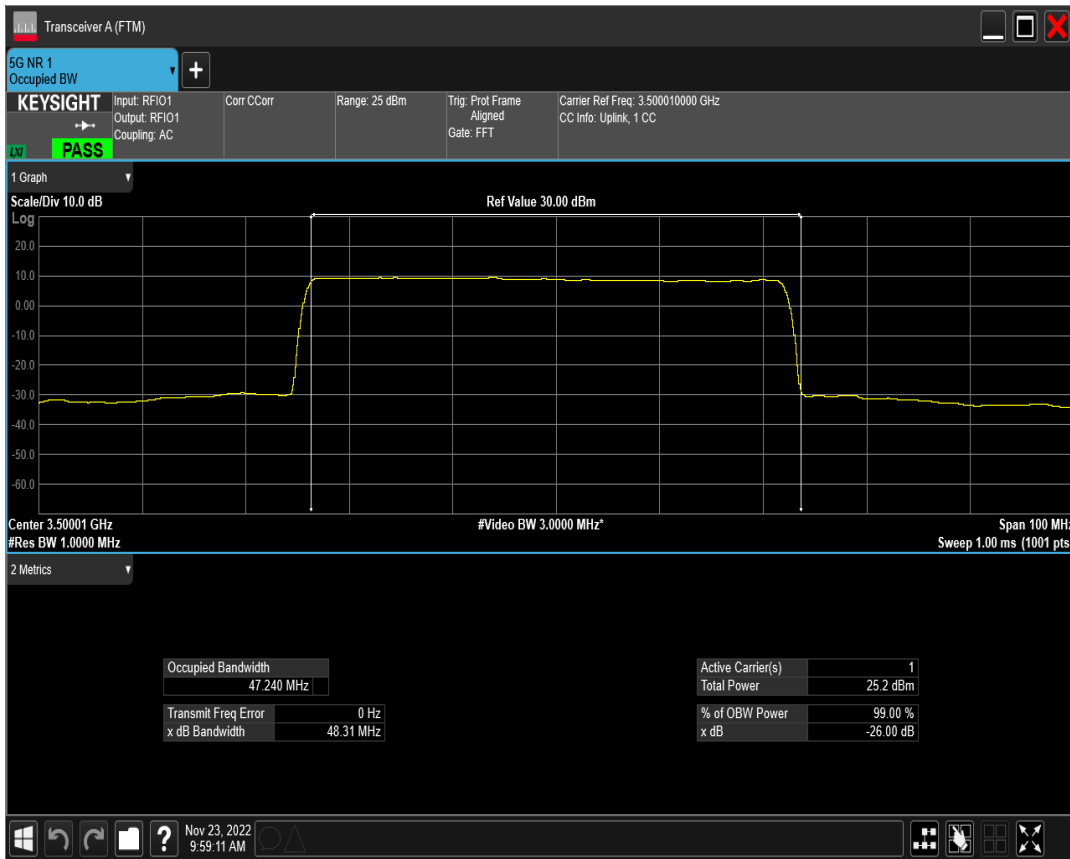 Transceiver A (FTM)
5G NR 1
Occupied BW
+
KEYSIGHT
Input: RFIO1
Output: RFIO1
Coupling: AC
Corr CCorr
Range: 25 dBm
Trig: Prot Frame
Aligned
Gate: FFT
Carrier Ref Freq: 3.500010000 GHz
CC Info: Uplink, 1 CC
LXI
PASS
1 Graph
Scale/Div 10.0 dB
Ref Value 30.00 dBm
Log
20.0
10.0
0.00
-10.0
-20.0
-30.0
-40.0
-50.0
-60.0
Center 3.50001 GHz
#Video BW 3.0000 MHz*
Span 100 MHz
#Res BW 1.0000 MHz
Sweep 1.00 ms (1001 pts
2 Metrics
Occupied Bandwidth
47.240 MHz
Transmit Freq Error 0 Hz
x dB Bandwidth 48.31 MHz
Active Carrier(s) 1
Total Power 25.2 dBm
% of OBW Power 99.00 %
x dB -26.00 dB
?
Nov 23, 2022
9:59:11 AM